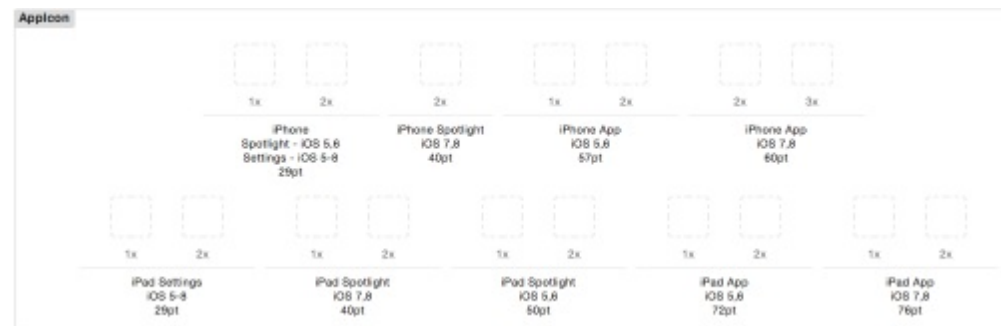 AppIcon
1x 2x 2x 1x 2x 2x 3x
iPhone
Spotlight - iOS 5,6
Settings - iOS 5-8
29pt
iPhone Spotlight
iOS 7,8
40pt
iPhone App
iOS 5,6
57pt
iPhone App
iOS 7,8
60pt
1x 2x 1x 2x 1x 2x 1x 2x 1x 2x
iPad Settings
iOS 5-8
29pt
iPad Spotlight
iOS 7,8
40pt
iPad Spotlight
iOS 5,6
50pt
iPad App
iOS 5,6
72pt
iPad App
iOS 7,8
76pt